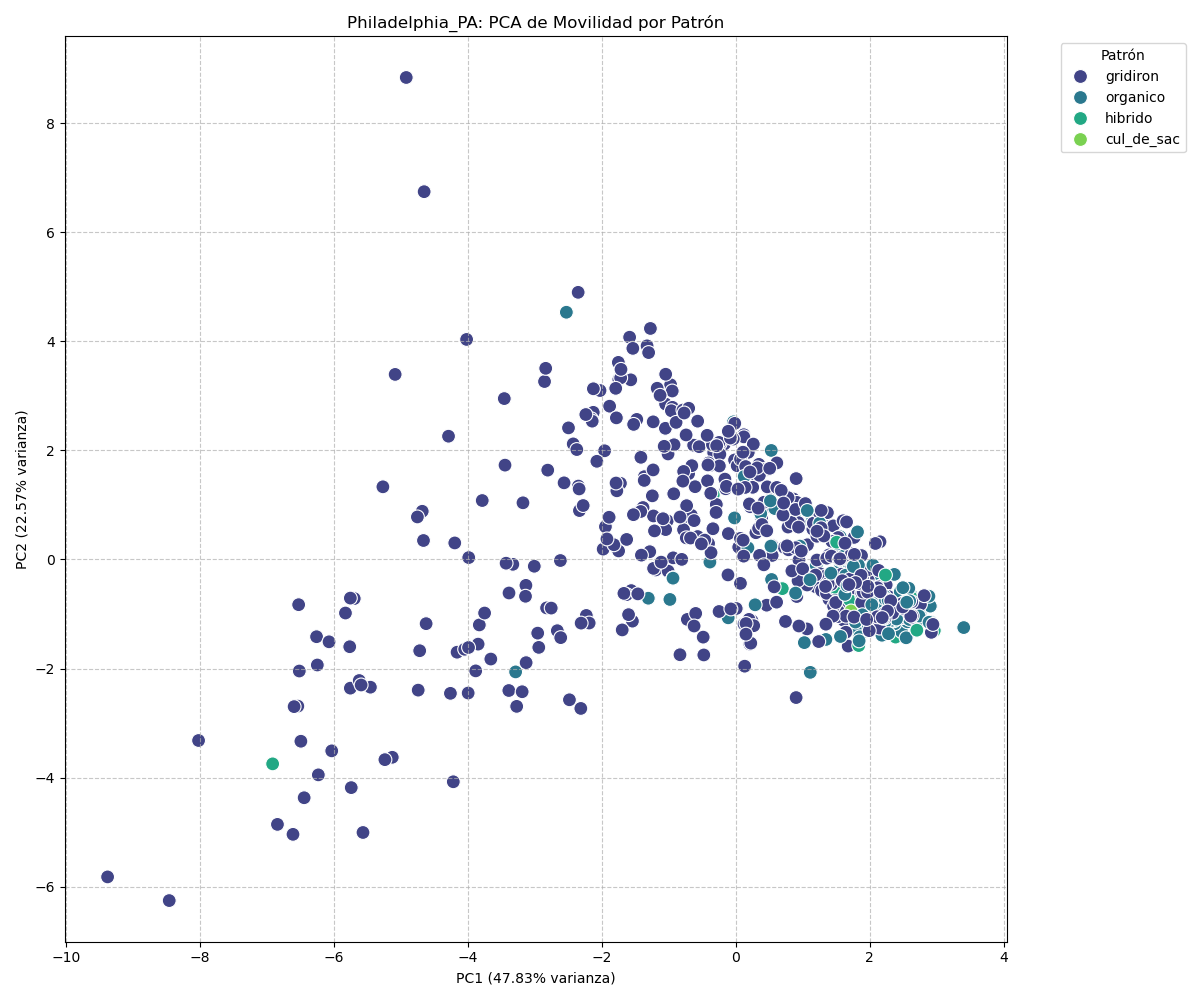 Philadelphia_PA: PCA de Movilidad por Patrón
Patrón
gridiron
organico
hibrido
cul_de_sac
PC2 (22.57% varianza)
8
6
4
2
0
−2
−4
−6
−10
−8
−6
−4
−2
0
2
4
PC1 (47.83% varianza)